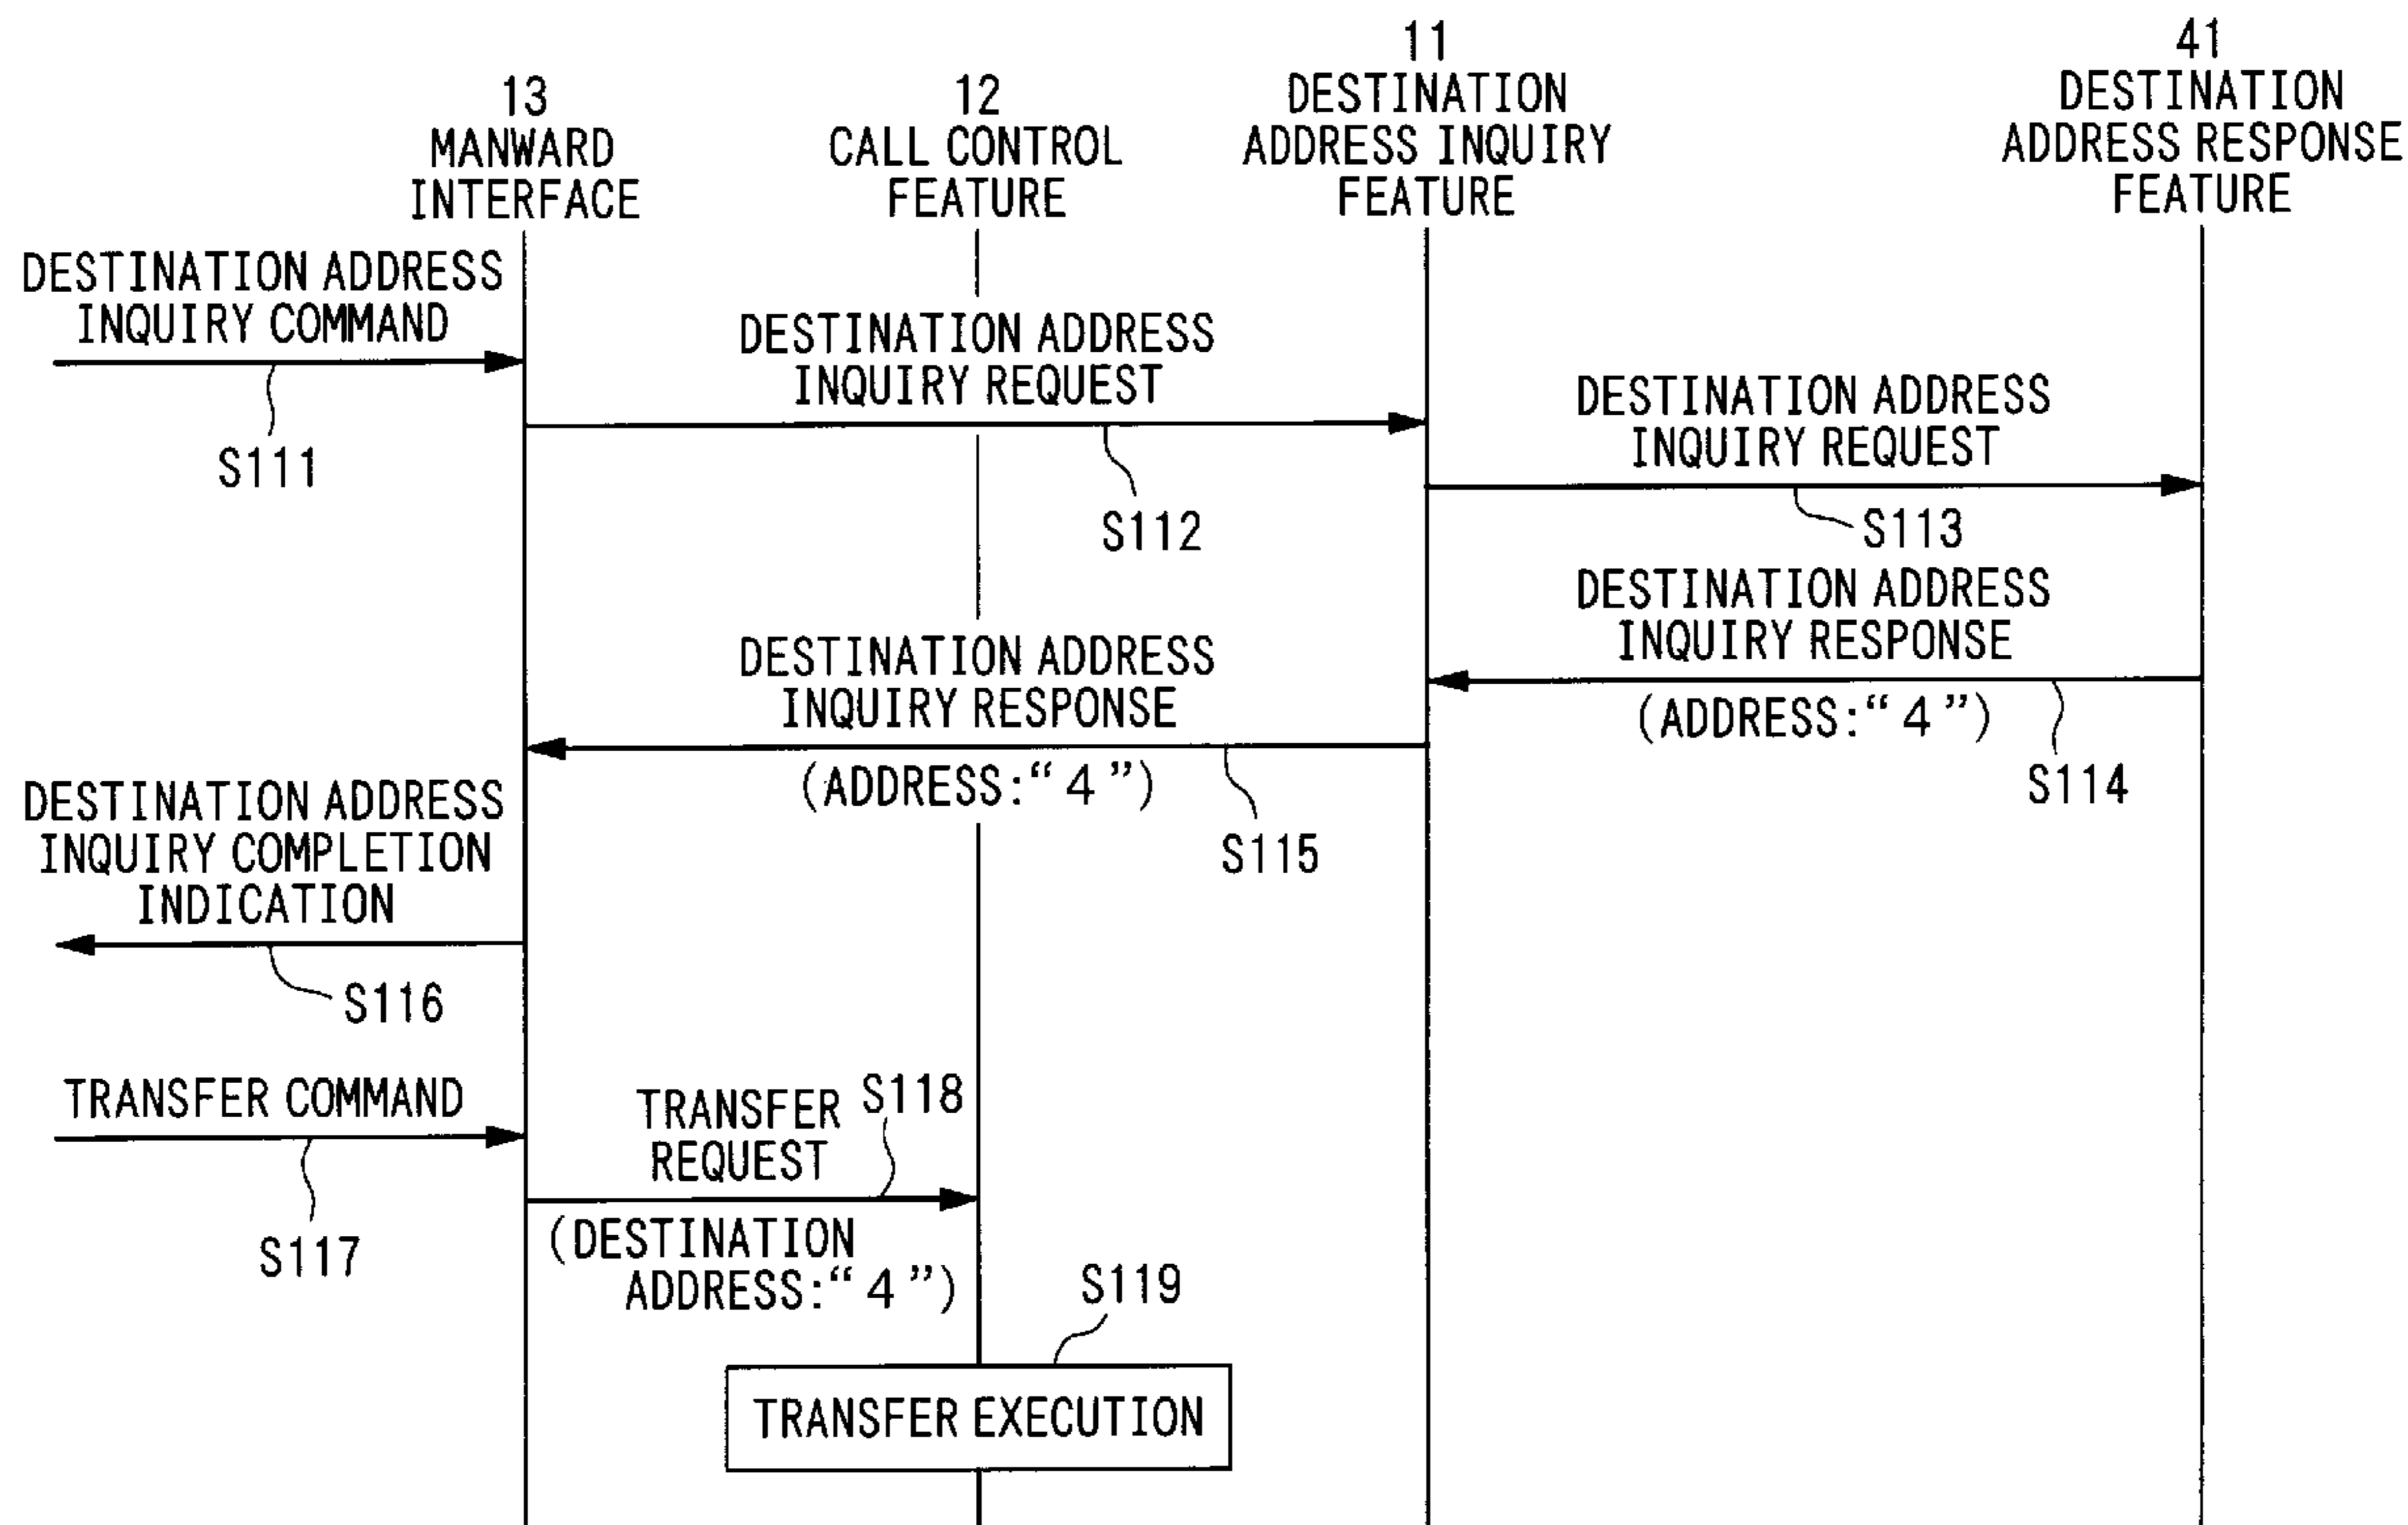 13
MANWARD
INTERFACE
12
CALL CONTROL
FEATURE
11
DESTINATION
ADDRESS INQUIRY
FEATURE
41
DESTINATION
ADDRESS RESPONSE
FEATURE
DESTINATION ADDRESS
INQUIRY COMMAND
S111
DESTINATION ADDRESS
INQUIRY REQUEST
S112
DESTINATION ADDRESS
INQUIRY REQUEST
S113
DESTINATION ADDRESS
INQUIRY RESPONSE
(ADDRESS:“4”)
S114
DESTINATION ADDRESS
INQUIRY RESPONSE
(ADDRESS:“4”)
S115
DESTINATION ADDRESS
INQUIRY COMPLETION
INDICATION
S116
TRANSFER COMMAND
S117
TRANSFER
REQUEST
S118
(DESTINATION
ADDRESS:“4”)
S119
TRANSFER EXECUTION